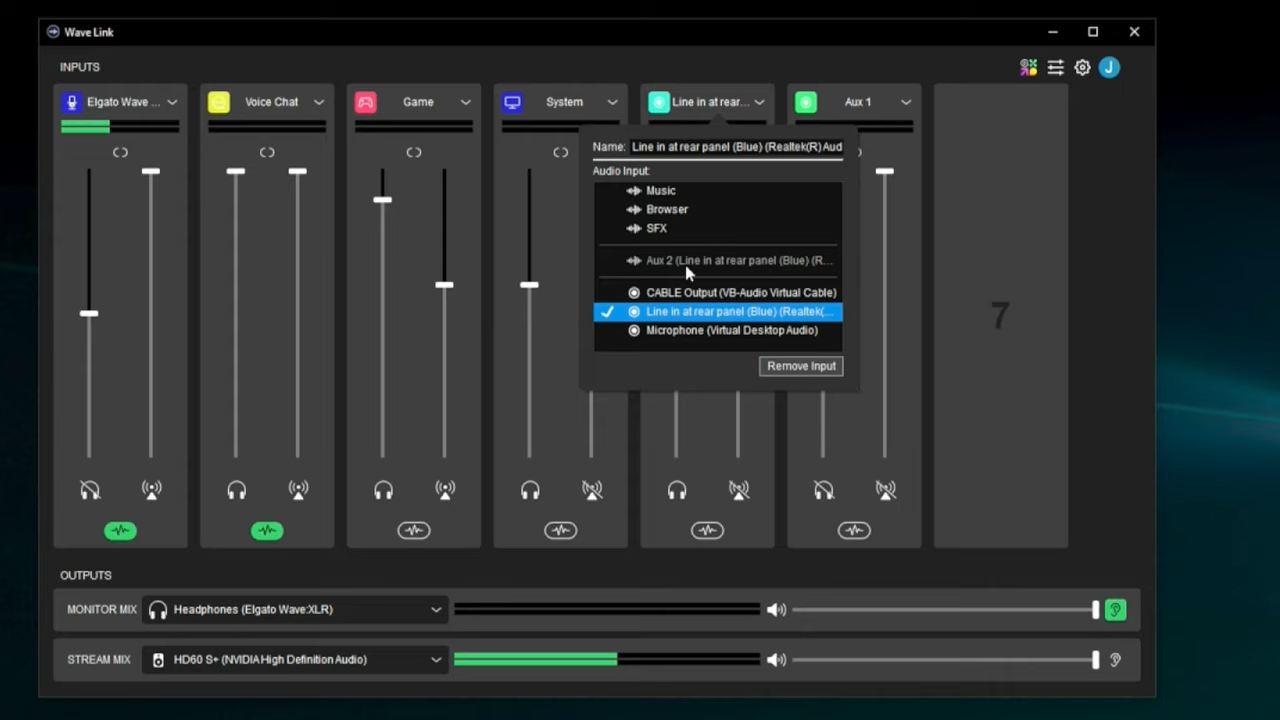 Wave Link
INPUTS
J
Elgato Wave ...
Voice Chat
Game
System
Line in at rear...
Aux 1
Name: Line in at rear panel (Blue) (Realtek(R) Aud
Audio Input:
Music
Browser
SFX
Aux 2 (Line in at rear panel (Blue) (R...
CABLE Output (VB-Audio Virtual Cable)
Line in at rear panel (Blue) (Realtek(...
Microphone (Virtual Desktop Audio)
Remove Input
7
OUTPUTS
MONITOR MIX Headphones (Elgato Wave:XLR)
STREAM MIX HD60 S+ (NVIDIA High Definition Audio)